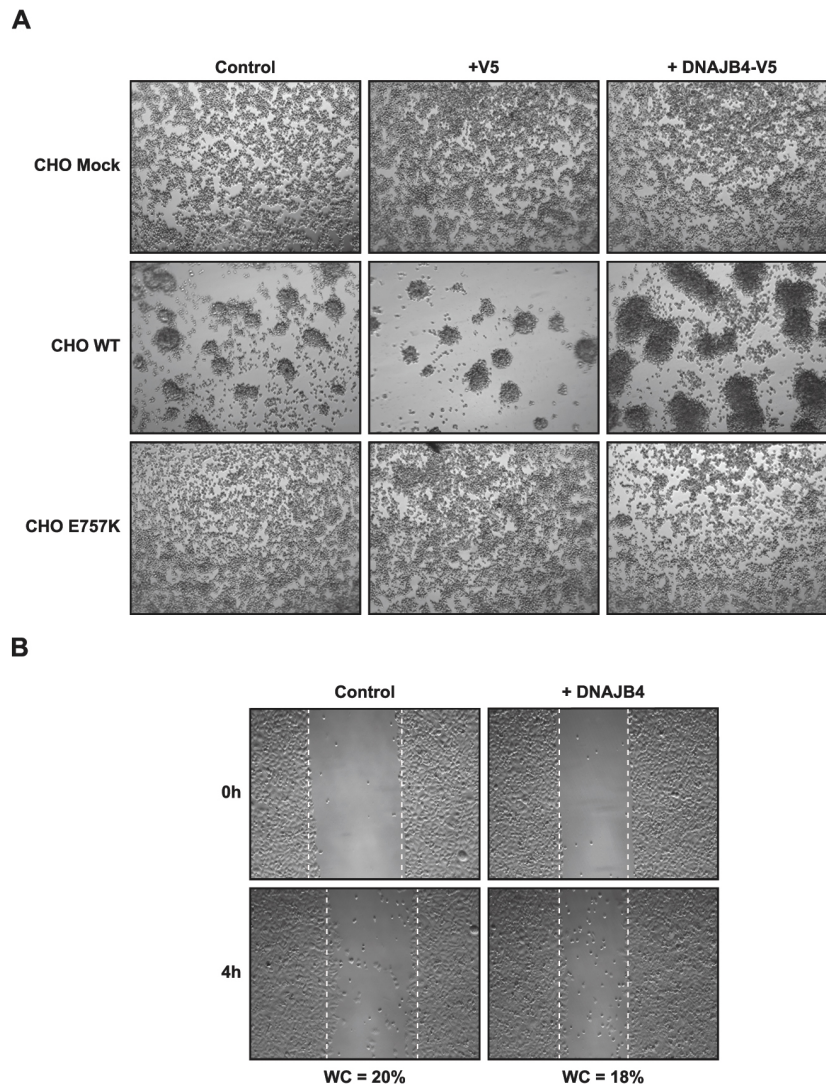 A
Control +V5 + DNAJB4-V5
CHO Mock
CHO WT
CHO E757K
B
Control + DNAJB4
0h
4h
WC = 20% WC = 18%